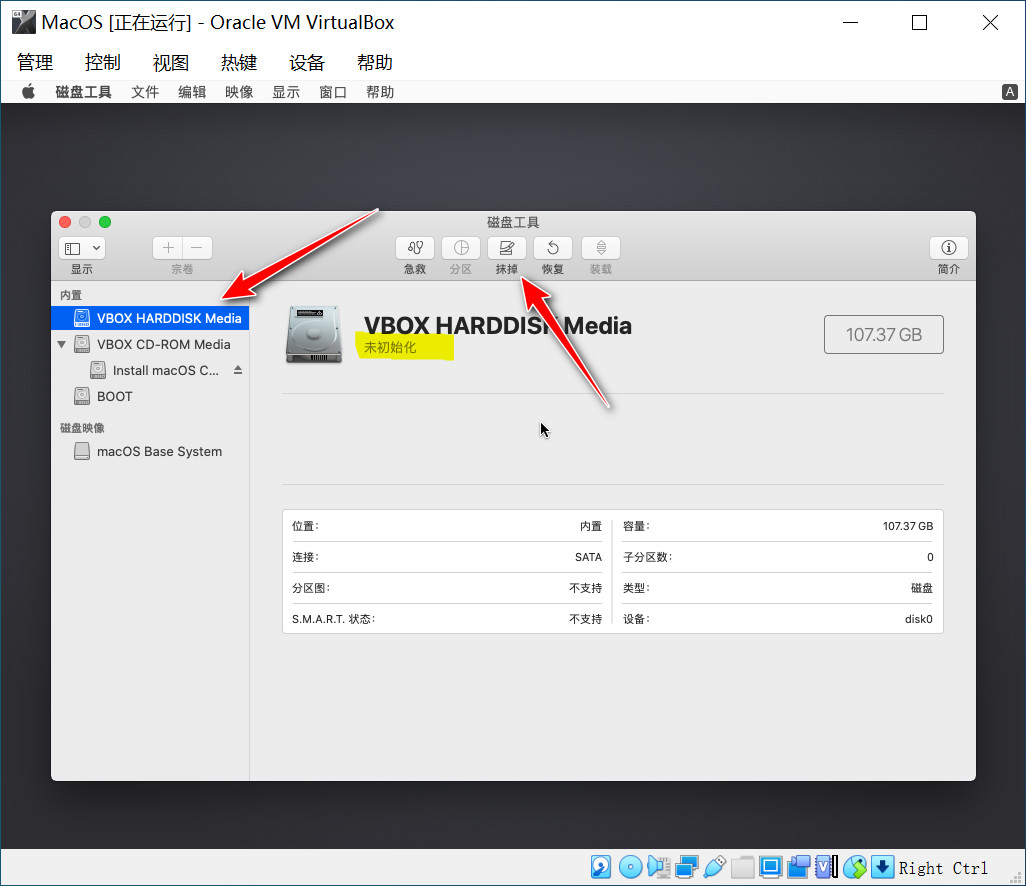 MacOS [正在运行] - Oracle VM VirtualBox
管理 控制 视图 热键 设备 帮助
磁盘工具 文件 编辑 映像 显示 窗口 帮助 A
磁盘工具
显示 宗卷 急救 分区 抹掉 恢复 装载 简介
内置
VBOX HARDDISK Media
VBOX CD-ROM Media
Install macOS C...
BOOT
磁盘映像
macOS Base System
VBOX HARDDISK Media
未初始化
107.37 GB
位置: 内置
连接: SATA
分区图: 不支持
S.M.A.R.T. 状态: 不支持
容量: 107.37 GB
子分区数: 0
类型: 磁盘
设备: disk0
Right Ctrl